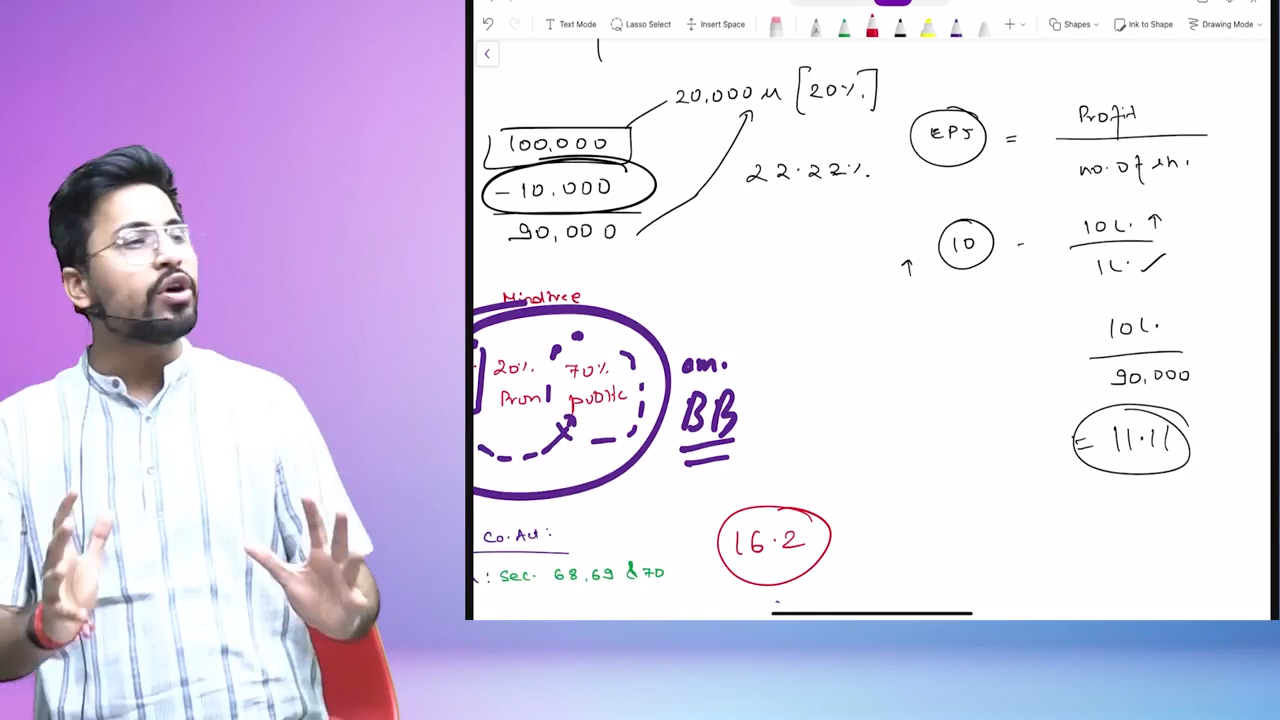 Text Mode
Lasso Select
Insert Space
Shapes
Ink to Shape
Drawing Mode
20,000 [20%]
100,000
- 10,000
90,000
22.22%.
EPS = Profit
no. of sh.
10 - 10L.
1L.
10L.
90,000
= 11.11
Mindtree
20% 70%
Prom public
om.
BB
Co. Act:
: Sec. 68,69 & 70
16.2